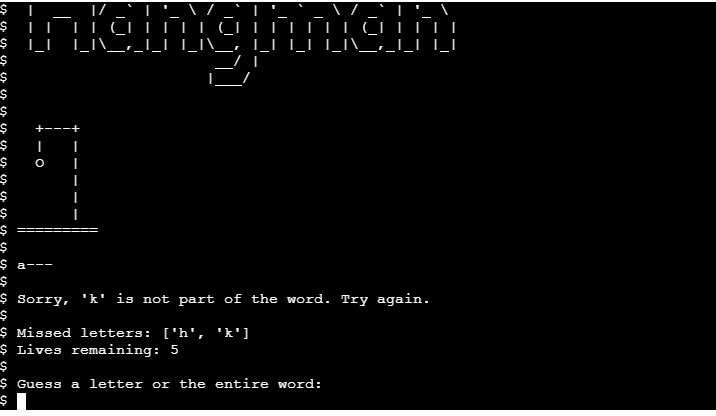 $ |  __  |/ _` | '_ \ / _` | '_ ` _ \ / _` | '_ \
$ | |  | | (_| | | | | (_| | | | | | | (_| | | | |
$ |_|  |_|\__,_|_| |_|\__, |_| |_| |_|\__,_|_| |_|
$                      __/ |
$                     |___/
$
$
$   +---+
$   |   |
$   O   |
$       |
$       |
$       |
$ =========
$
$ a---
$
$ Sorry, 'k' is not part of the word. Try again.
$
$ Missed letters: ['h', 'k']
$ Lives remaining: 5
$
$ Guess a letter or the entire word:
$